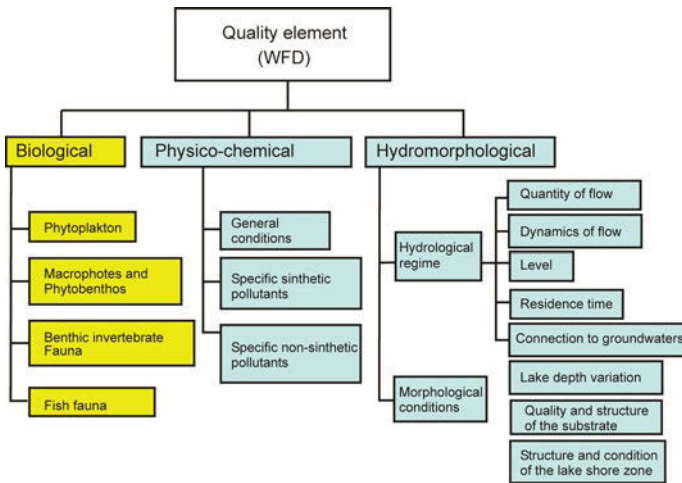 Quality element
(WFD)
Biological
Physico-chemical
Hydromorphological
Phytoplakton
Macrophotes and
Phytobenthos
Benthic invertebrate
Fauna
Fish fauna
General
conditions
Specific sinthetic
pollutants
Specific non-sinthetic
pollutants
Hydrological
regime
Morphological
conditions
Quantity of flow
Dynamics of flow
Level
Residence time
Connection to groundwaters
Lake depth variation
Quality and structure
of the substrate
Structure and condition
of the lake shore zone